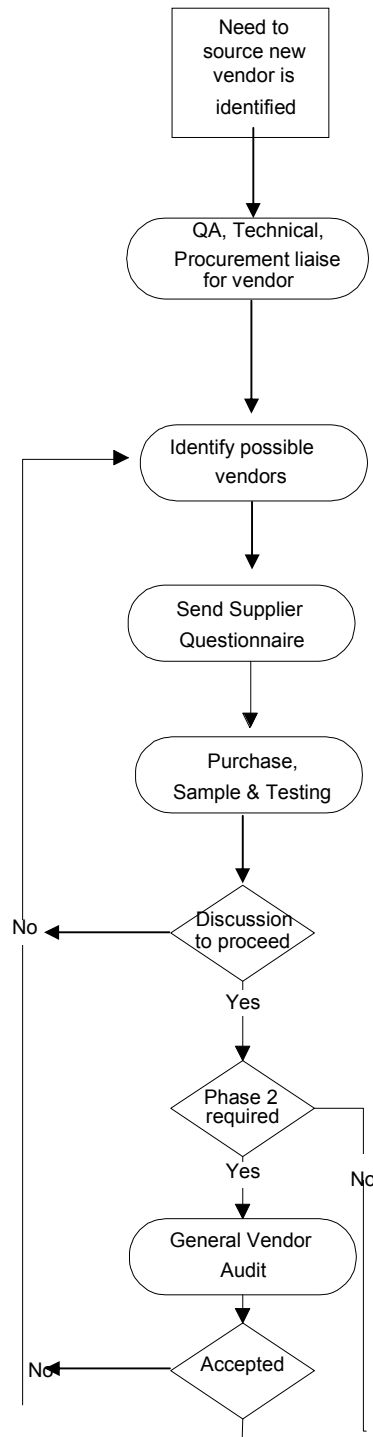 Need to
source new
vendor is
identified
QA, Technical,
Procurement liaise
for vendor
Identify possible
vendors
Send Supplier
Questionnaire
Purchase,
Sample & Testing
Discussion
to proceed
No
Yes
Phase 2
required
Yes
No
General Vendor
Audit
Accepted
No